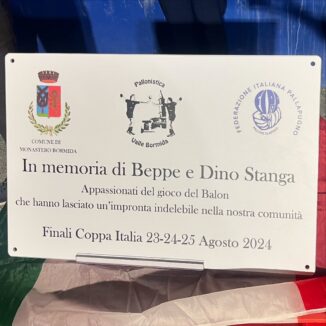 Pallonistica
Valle Bormida
FEDERAZIONE ITALIANA PALLAPUGNO
COMUNE DI
MONASTERO BORMIDA
In memoria di Beppe e Dino Stanga
Appassionati del gioco del Balon
che hanno lasciato un'impronta indelebile nella nostra comunità
Finali Coppa Italia 23-24-25 Agosto 2024